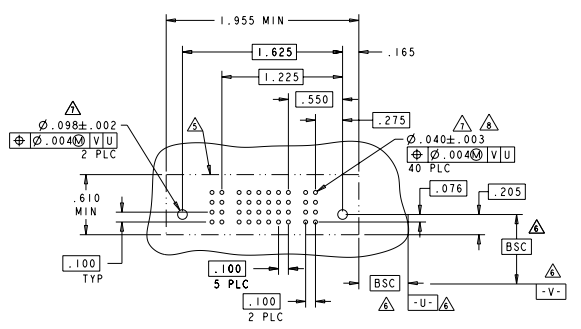 1.955 MIN
1.625
.165
1.225
.550
7
5
7 8
.275
Ø.098±.002
Ø.040±.003
⌖ Ø.004Ⓜ V U
⌖ Ø.004Ⓜ V U
2 PLC
40 PLC
.076
.205
.610
MIN
6
BSC
.100
TYP
.100
5 PLC
6
BSC
-V-
6
-U- 6
.100
2 PLC